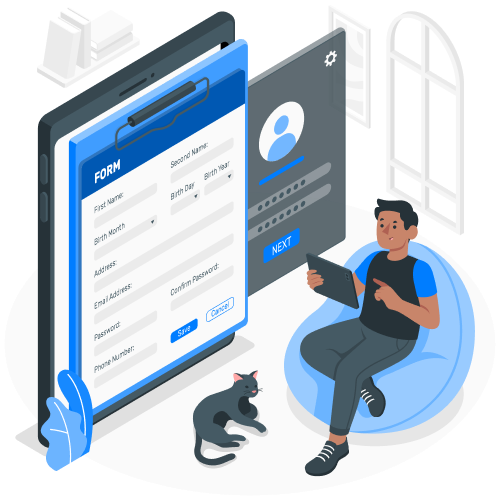 FORM
First Name:
Second Name:
Birth Month
Birth Day
Birth Year
Address:
Email Address:
Password:
Confirm Password:
Phone Number:
Save
Cancel
NEXT